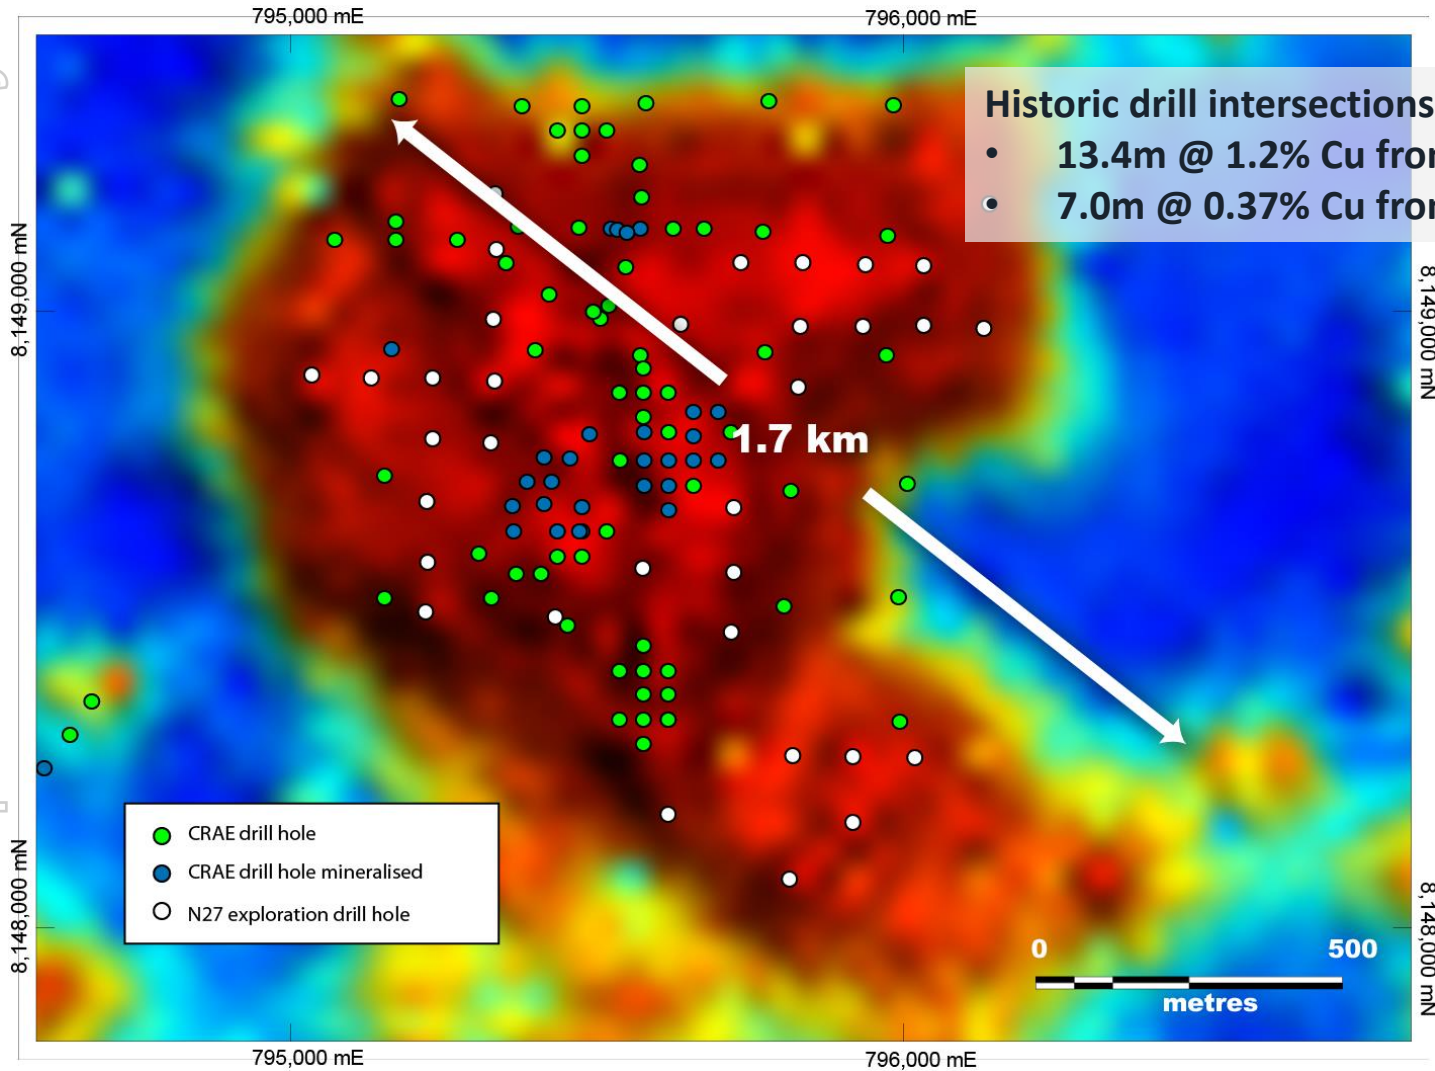 795,000 mE
796,000 mE
Historic drill intersections
• 13.4m @ 1.2% Cu
• 7.0m @ 0.37% Cu
8,149,000 mN
8,149,000 mN
1.7 km
CRAE drill hole
CRAE drill hole mineralised
N27 exploration drill hole
8,148,000 mN
8,148,000 mN
0 500
metres
795,000 mE
796,000 mE